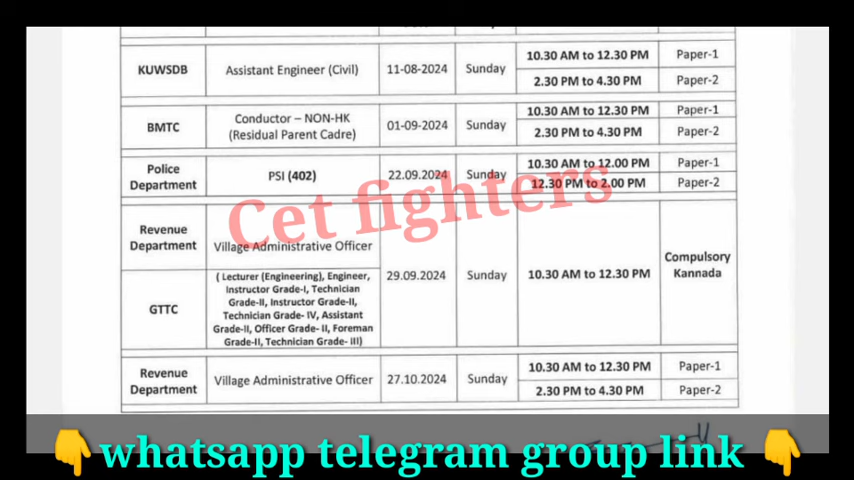 KUWSDB
Assistant Engineer (Civil)
11-08-2024
Sunday
10.30 AM to 12.30 PM
Paper-1
2.30 PM to 4.30 PM
Paper-2
BMTC
Conductor – NON-HK
(Residual Parent Cadre)
01-09-2024
Sunday
10.30 AM to 12.30 PM
Paper-1
2.30 PM to 4.30 PM
Paper-2
Police
Department
PSI (402)
22.09.2024
Sunday
10.30 AM to 12.00 PM
Paper-1
12.30 PM to 2.00 PM
Paper-2
Cet fighters
Revenue
Department
Village Administrative Officer
GTTC
( Lecturer (Engineering), Engineer,
Instructor Grade-I, Technician
Grade-II, Instructor Grade-II,
Technician Grade- IV, Assistant
Grade-II, Officer Grade- II, Foreman
Grade-II, Technician Grade- III)
29.09.2024
Sunday
10.30 AM to 12.30 PM
Compulsory
Kannada
Revenue
Department
Village Administrative Officer
27.10.2024
Sunday
10.30 AM to 12.30 PM
Paper-1
2.30 PM to 4.30 PM
Paper-2
whatsapp telegram group link